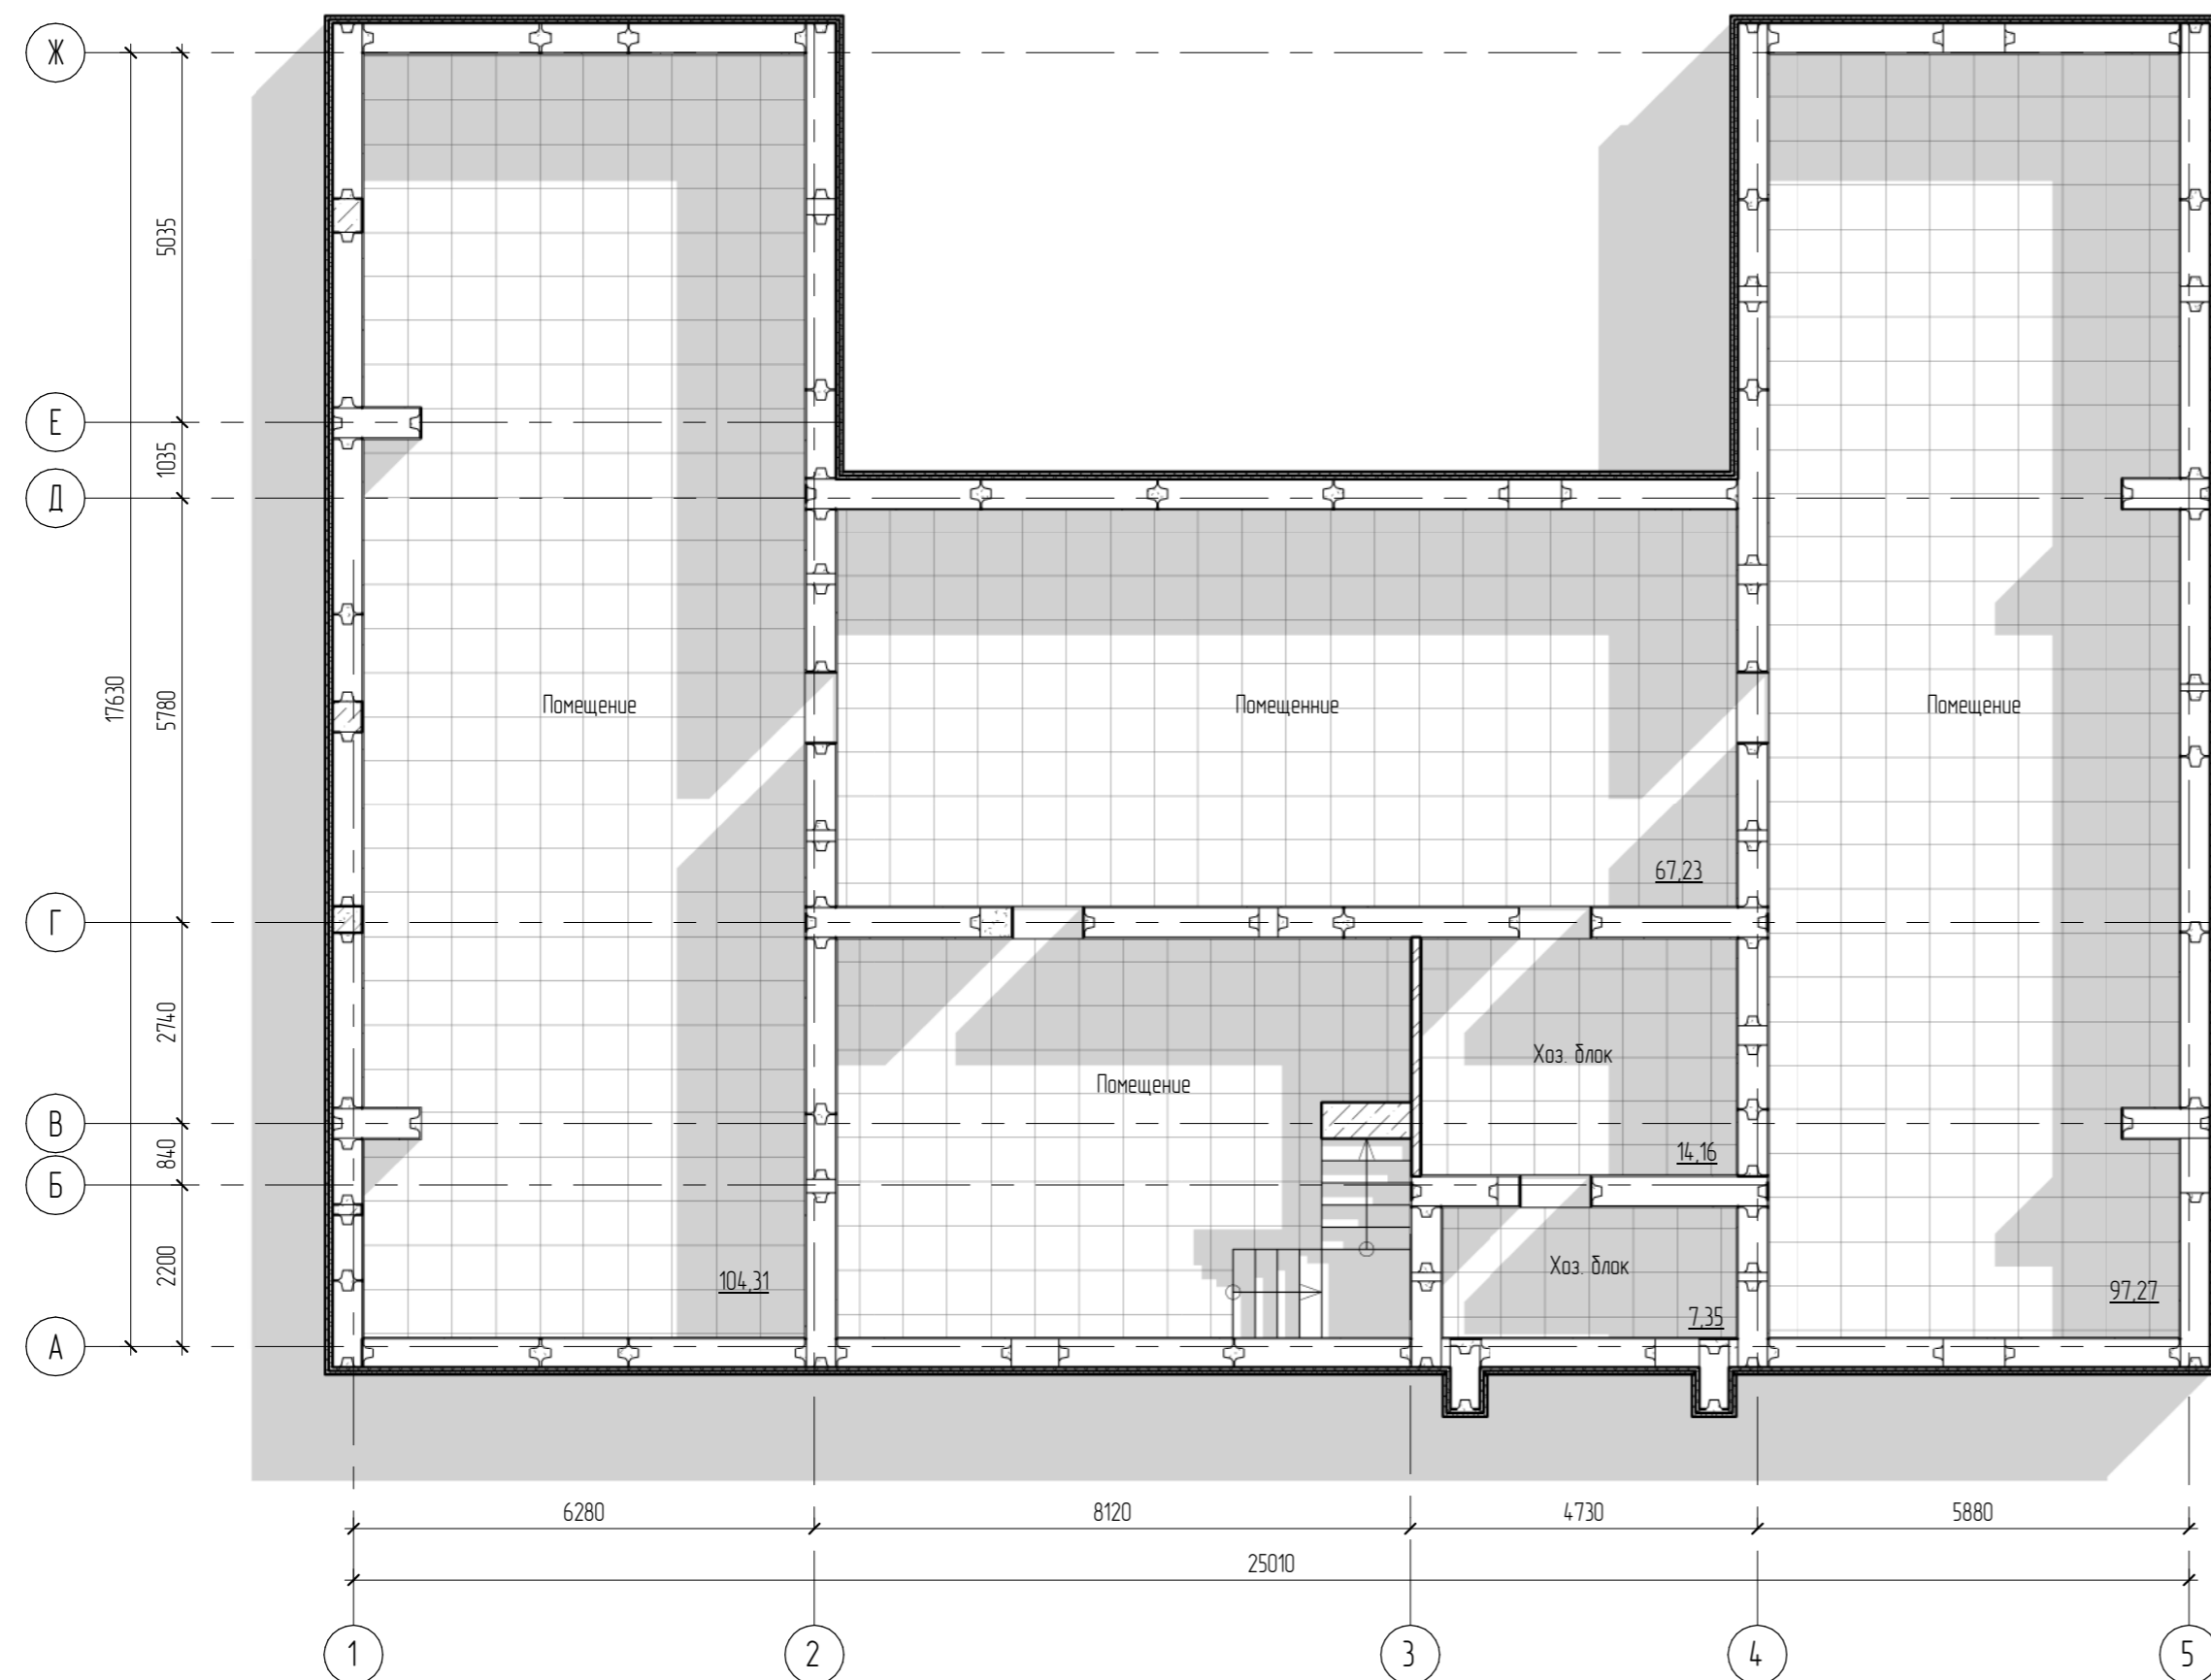 Ж
5035
Е
1035
Д
17630
5780
Помещение
Помещенние
Помещение
67,23
Г
2740
Хоз. блок
Помещение
В
840
14,16
Б
2200
Хоз. блок
104,31
97,27
7,35
А
6280
8120
4730
5880
25010
1
2
3
4
5